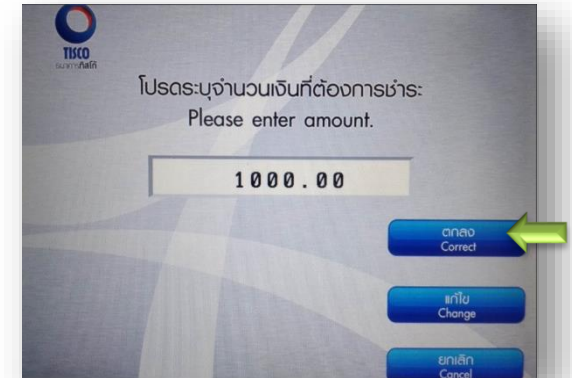 TISCO
ธนาคารทิสโก้
โปรดระบุจำนวนเงินที่ต้องการชำระ
Please enter amount.
1000.00
ตกลง
Correct
แก้ไข
Change
ยกเลิก
Cancel